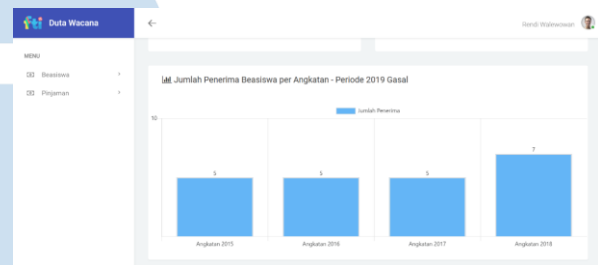 fti Duta Wacana
Rendi Walewowan
MENU
Beasiswa
Pinjaman
Jumlah Penerima Beasiswa per Angkatan - Periode 2019 Gasal
Jumlah Penerima
10
5
5
5
7
Angkatan 2015
Angkatan 2016
Angkatan 2017
Angkatan 2018